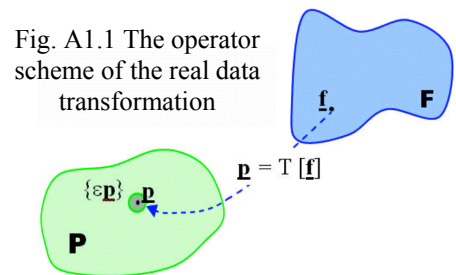 Fig. A1.1 The operator
scheme of the real data
transformation
f
F
p = T [f]
{εp}
p
P